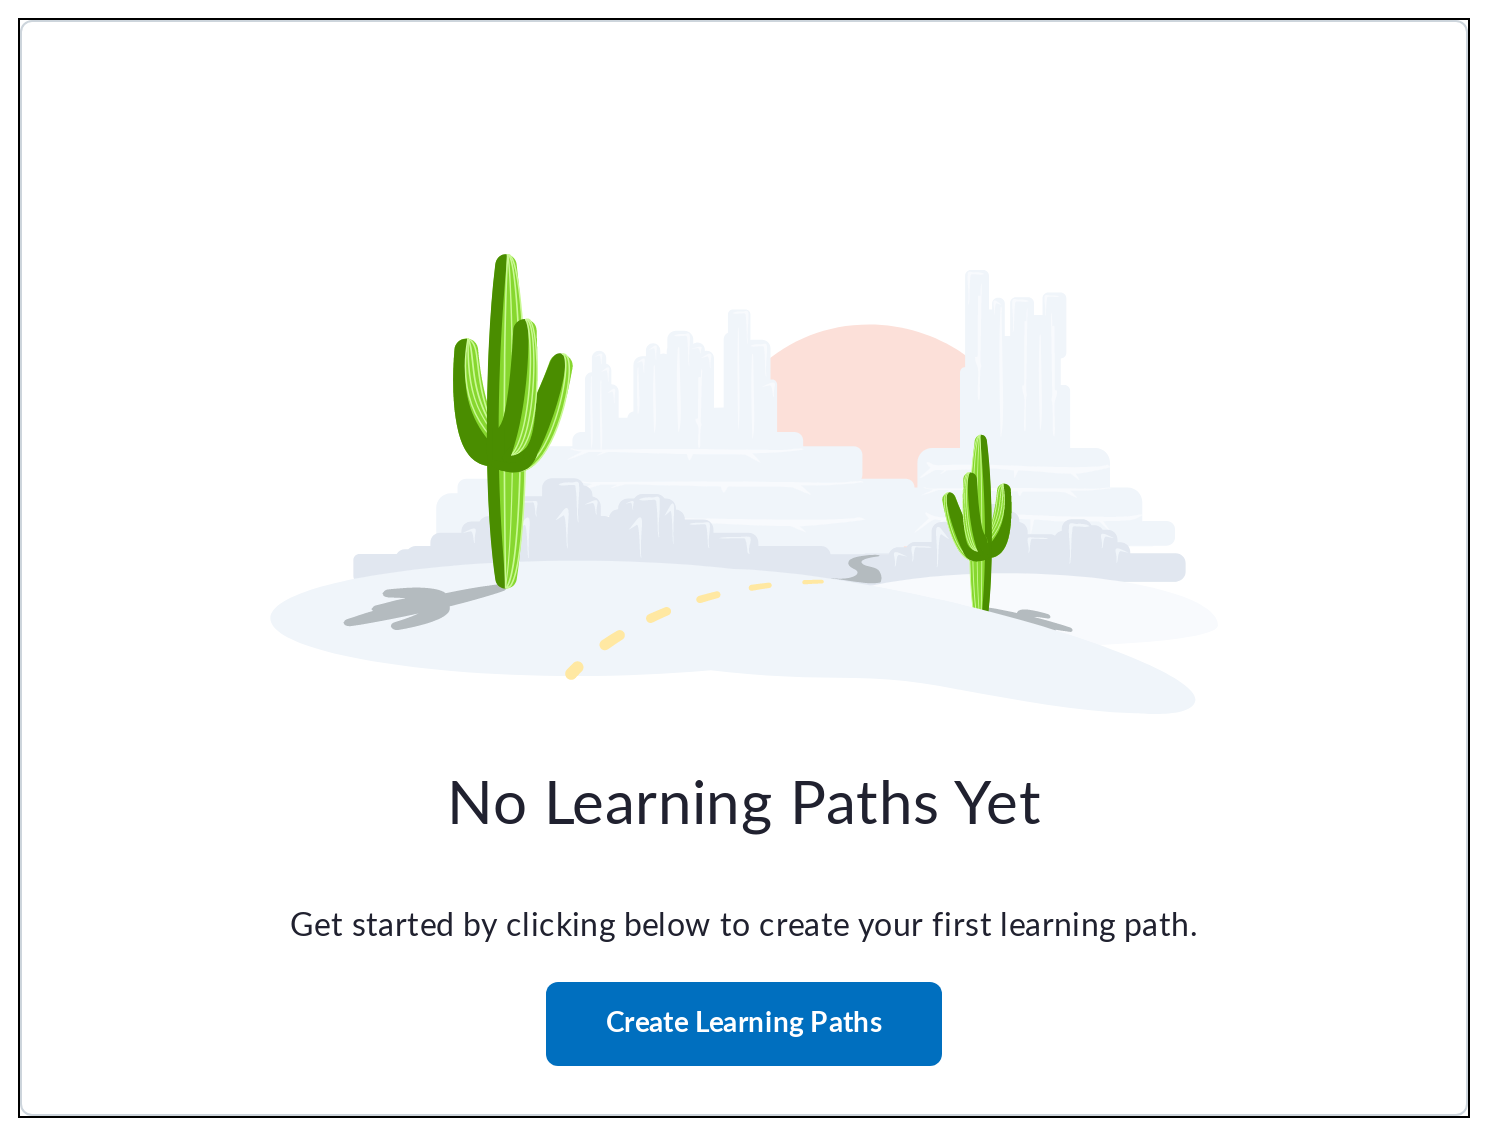 No Learning Paths Yet
Get started by clicking below to create your first learning path.
Create Learning Paths